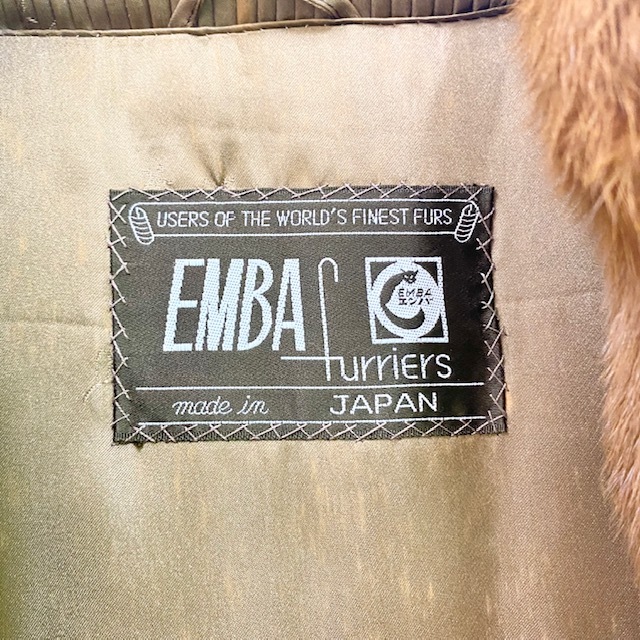 USERS OF THE WORLD'S FINEST FURS
EMBA
EMBA
エンバ
furriers
made in JAPAN